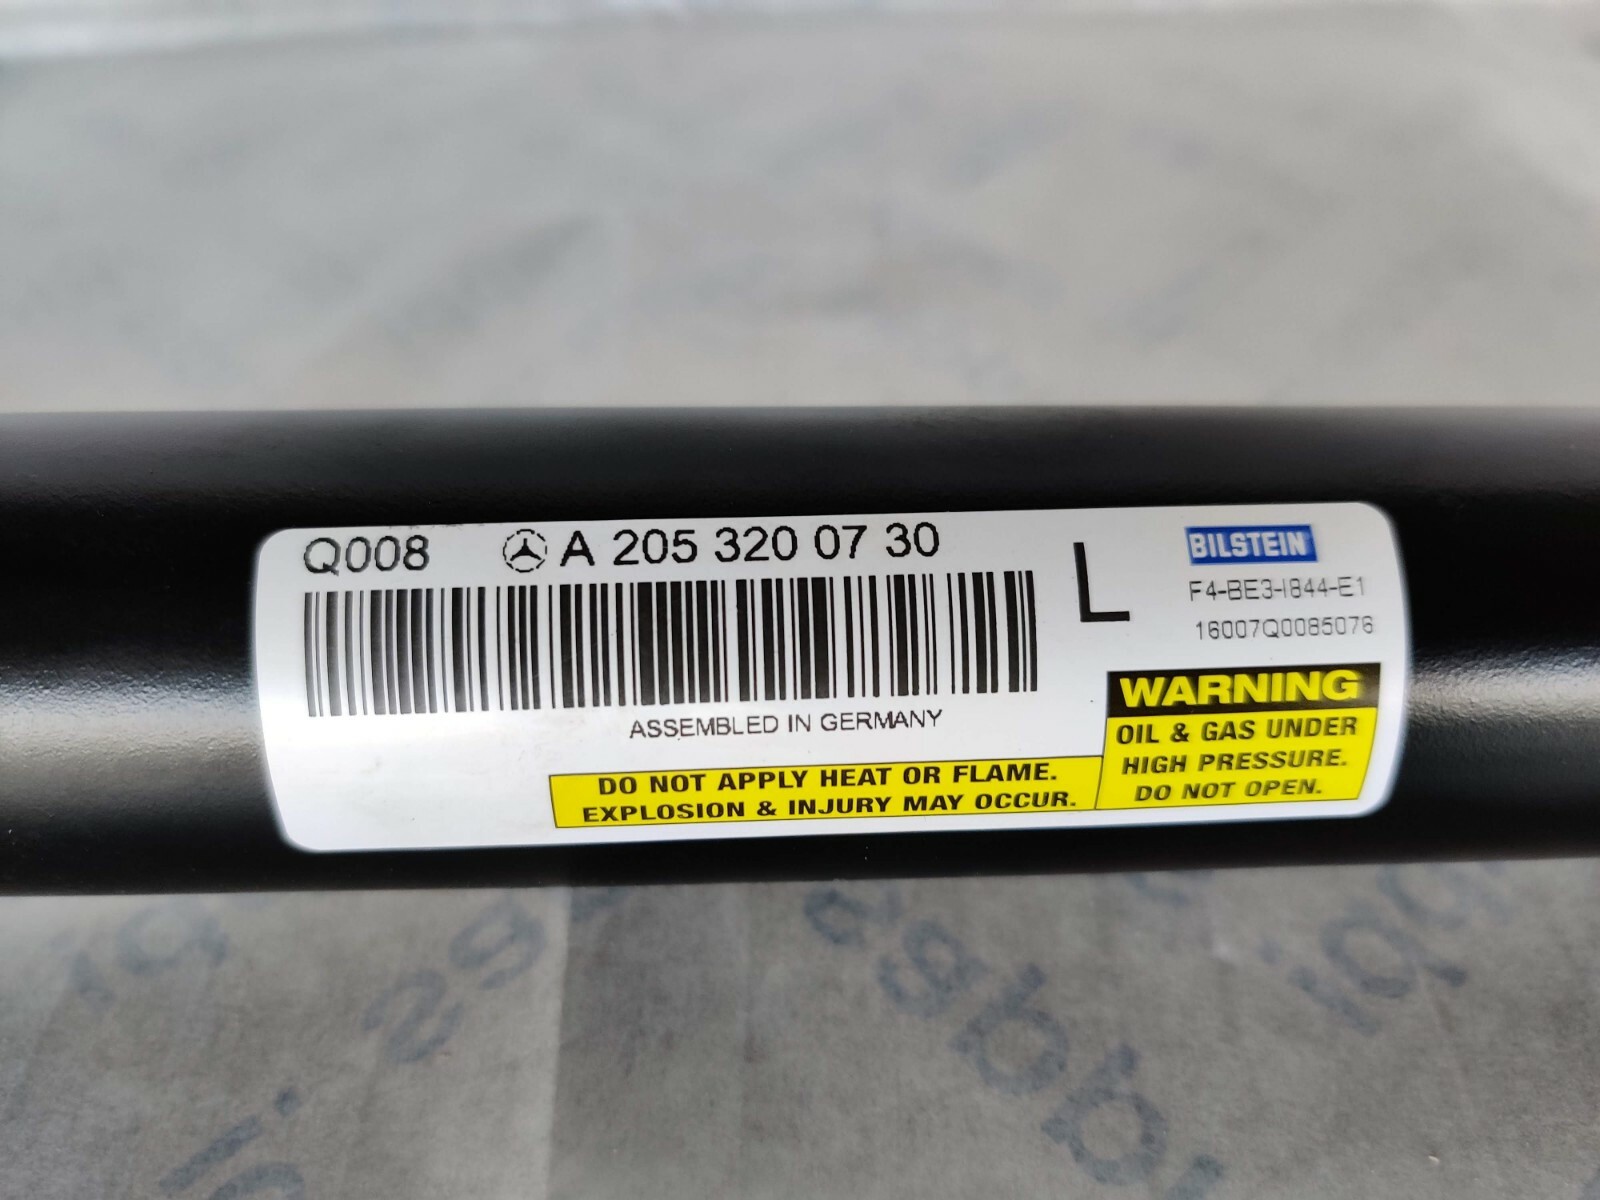 Q008 A 205 320 07 30
L
BILSTEIN
F4-BE3-I844-E1
16007Q0085076
ASSEMBLED IN GERMANY
WARNING
OIL & GAS UNDER
HIGH PRESSURE.
DO NOT OPEN.
DO NOT APPLY HEAT OR FLAME.
EXPLOSION & INJURY MAY OCCUR.